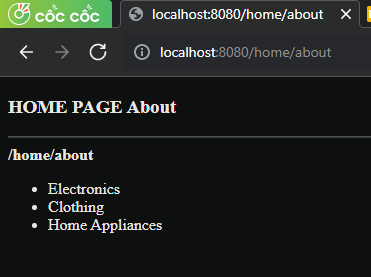 cốc cốc
localhost:8080/home/about
localhost:8080/home/about
HOME PAGE About
/home/about
Electronics
Clothing
Home Appliances